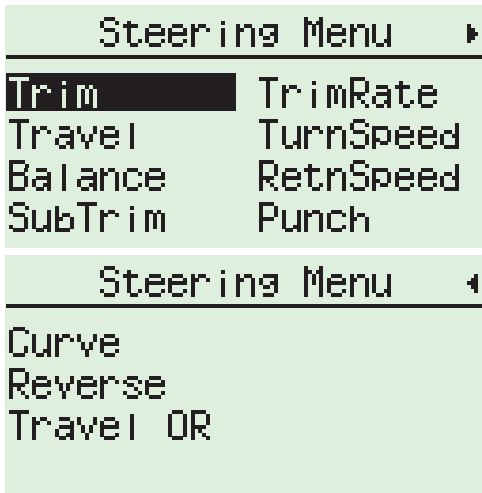 Steering Menu
Trim TrimRate
Travel TurnSpeed
Balance RetnSpeed
SubTrim Punch
Steering Menu
Curve
Reverse
Travel OR